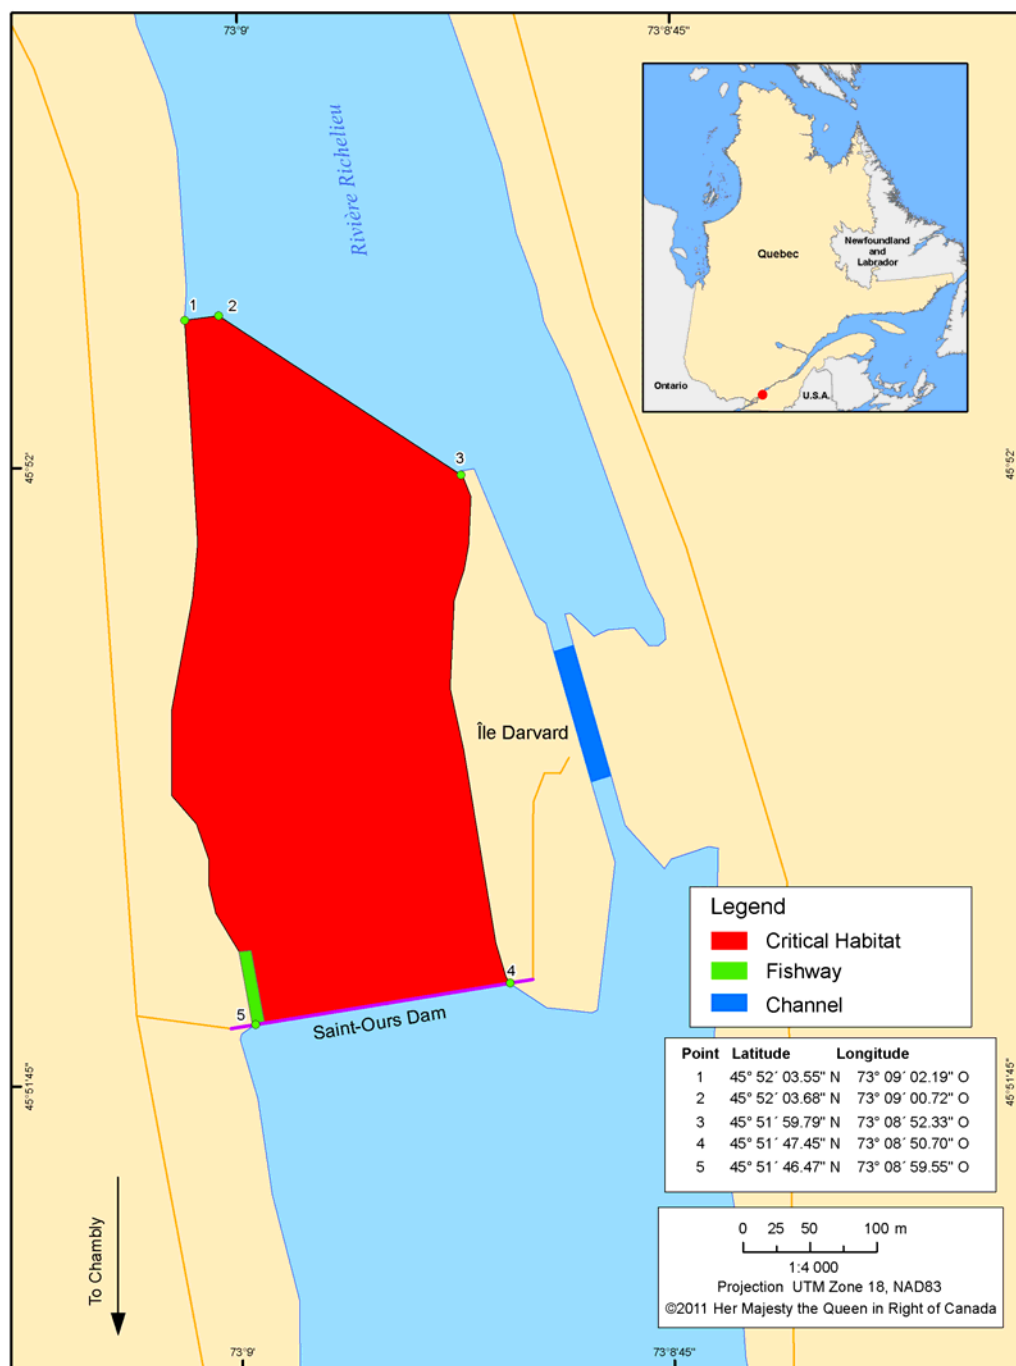 73°9'
73°8'45"
Rivière Richelieu
Quebec
Newfoundland
and
Labrador
Ontario
U.S.A.
1
2
3
45°52'
45°52'
Île Darvard
4
5
Saint-Ours Dam
Legend
Critical Habitat
Fishway
Channel
Point Latitude Longitude
1 45° 52´ 03.55" N 73° 09´ 02.19" O
2 45° 52´ 03.68" N 73° 09´ 00.72" O
3 45° 51´ 59.79" N 73° 08´ 52.33" O
4 45° 51´ 47.45" N 73° 08´ 50.70" O
5 45° 51´ 46.47" N 73° 08´ 59.55" O
45°51'45"
45°51'45"
To Chambly
0 25 50 100 m
1:4 000
Projection UTM Zone 18, NAD83
©2011 Her Majesty the Queen in Right of Canada
73°9'
73°8'45"